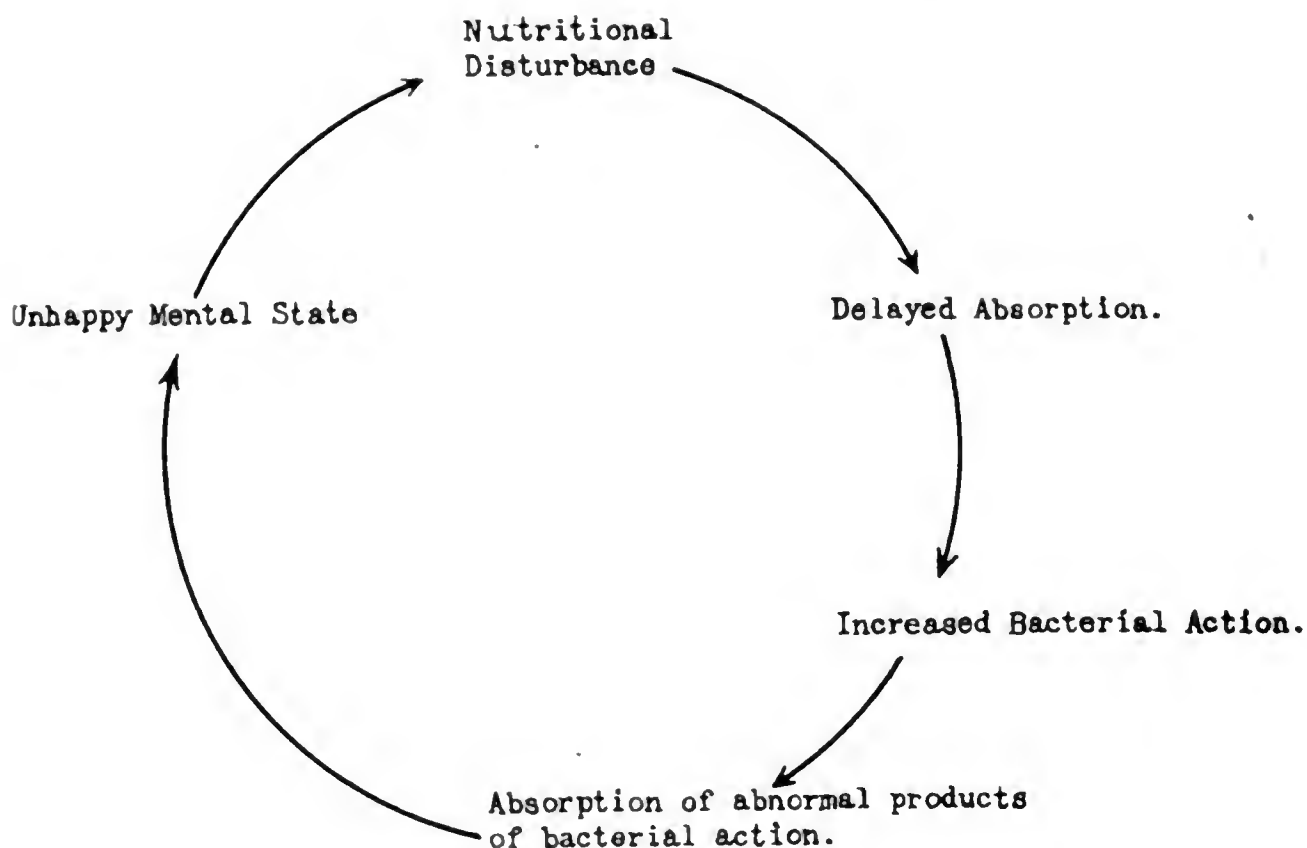 Nutritional
Disturbance
Unhappy Mental State
Delayed Absorption.
Increased Bacterial Action.
Absorption of abnormal products
of bacterial action.